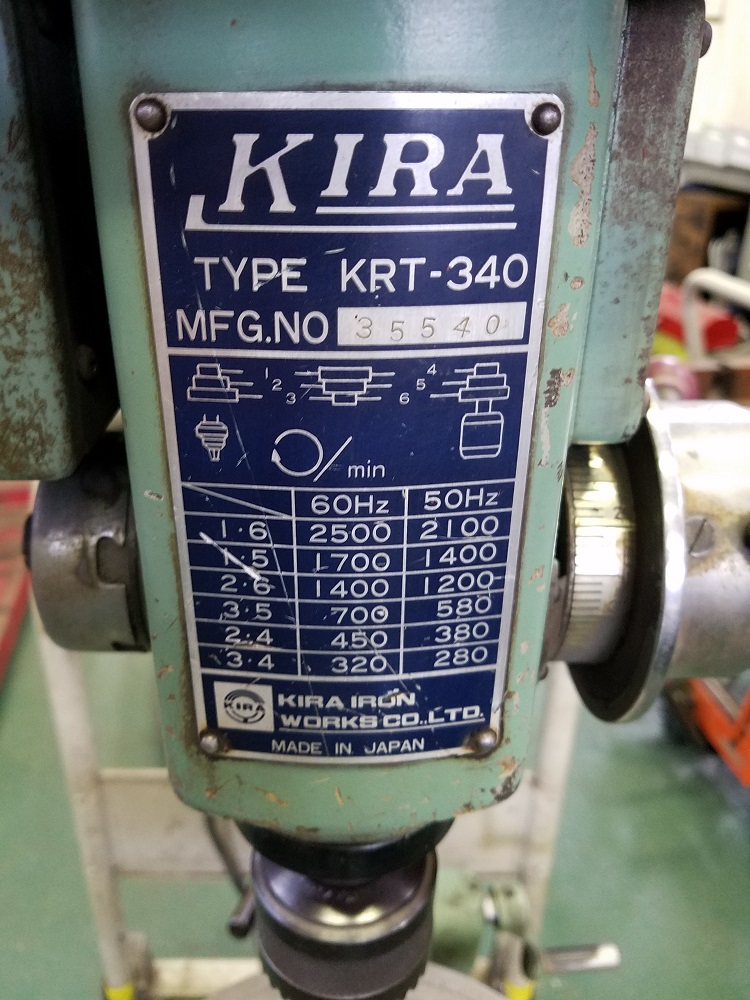 KIRA
TYPE KRT-340
MFG.NO 35540
1 2 3 4 5 6
/min
60Hz 50Hz
1·6 2500 2100
1·5 1700 1400
2·6 1400 1200
3·5 700 580
2·4 450 380
3·4 320 280
KIRA KIRA IRON
WORKS CO.,LTD.
MADE IN JAPAN